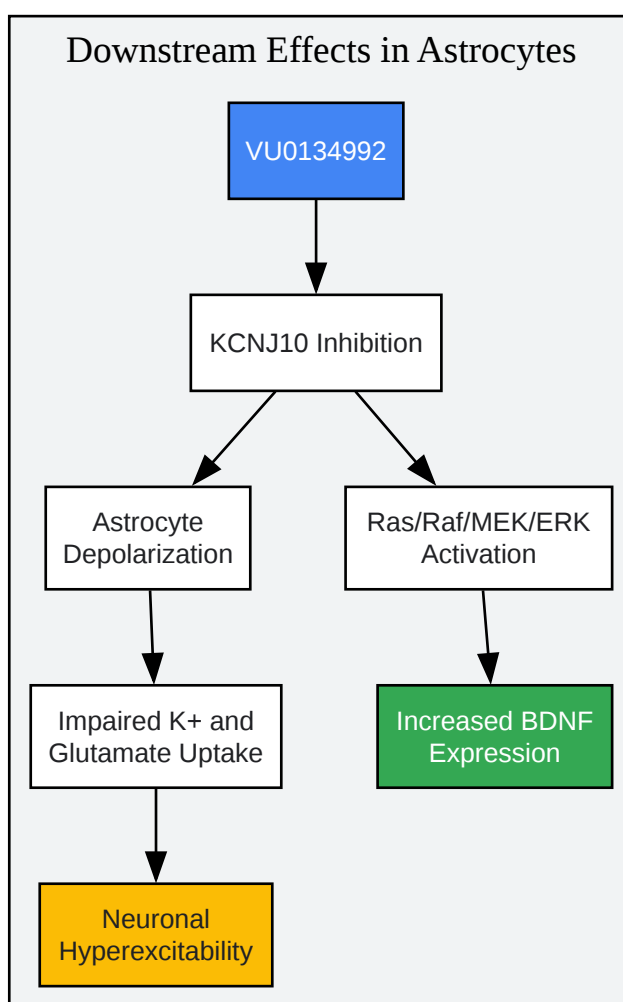 Downstream Effects in Astrocytes
VU0134992
KCNJ10 Inhibition
Astrocyte
Depolarization
Ras/Raf/MEK/ERK
Activation
Impaired K+ and
Glutamate Uptake
Increased BDNF
Expression
Neuronal
Hyperexcitability